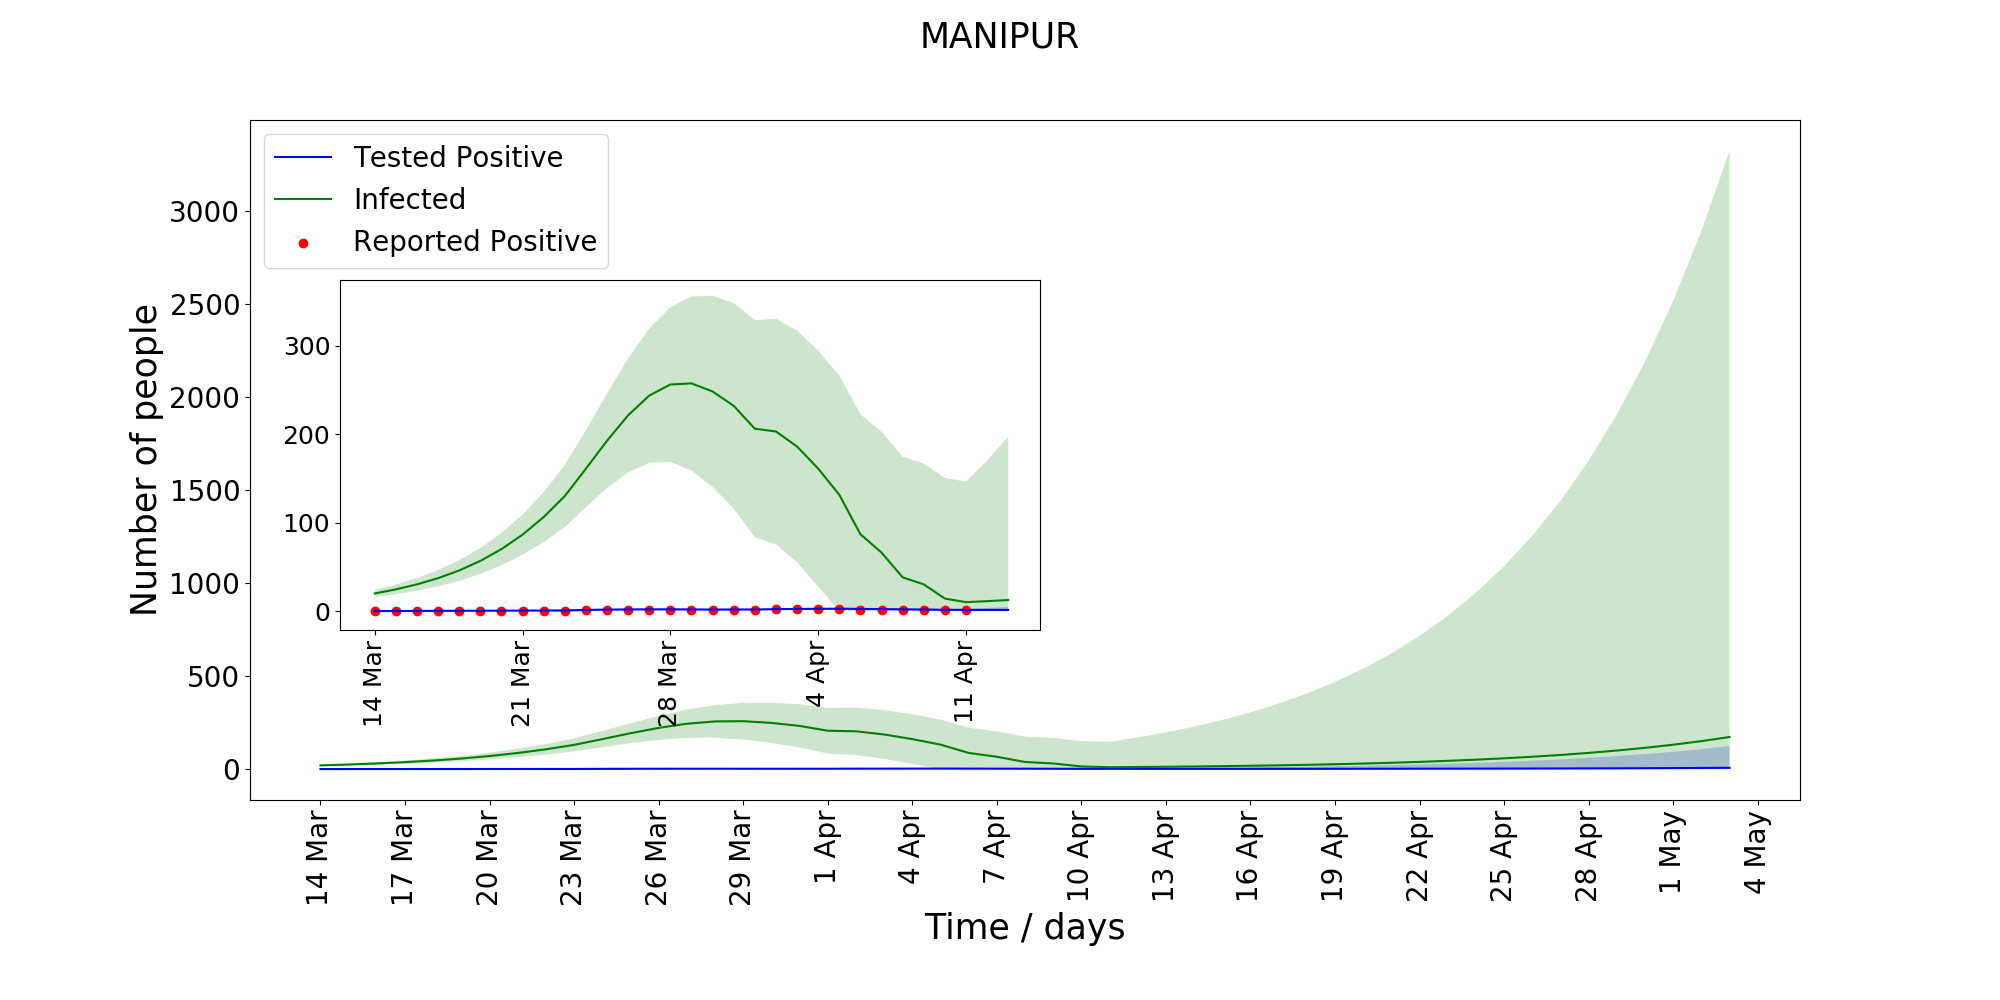 MANIPUR
Tested Positive
Infected
Reported Positive
Number of people
3000
2500
2000
1500
1000
500
0
300
200
100
0
14 Mar
21 Mar
28 Mar
4 Apr
11 Apr
14 Mar
17 Mar
20 Mar
23 Mar
26 Mar
29 Mar
1 Apr
4 Apr
7 Apr
10 Apr
13 Apr
16 Apr
19 Apr
22 Apr
25 Apr
28 Apr
1 May
4 May
Time / days